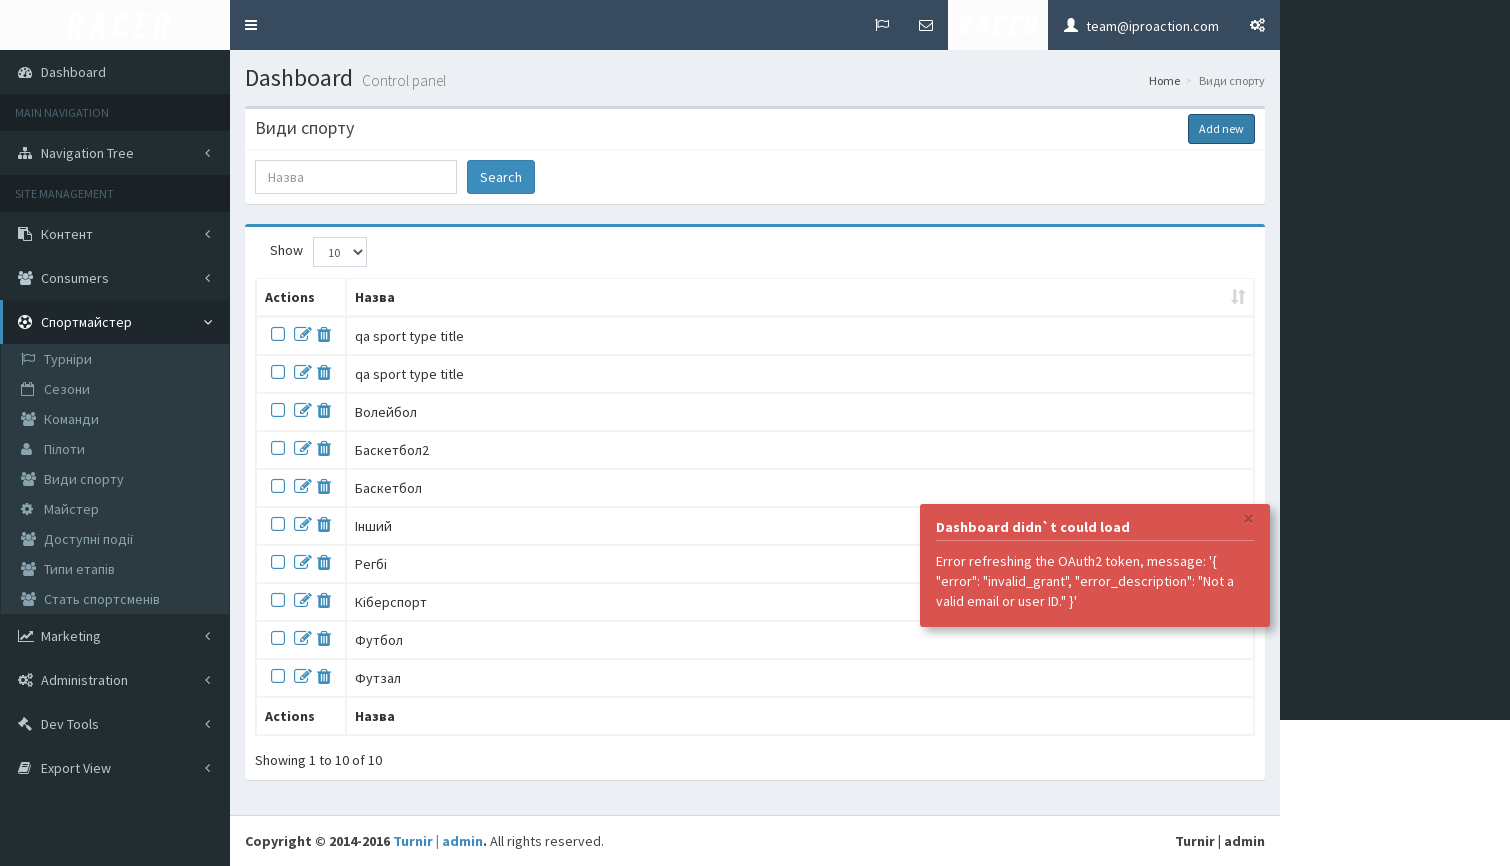 RACER
RACER
team@iproaction.com
Dashboard
MAIN NAVIGATION
Navigation Tree
SITE MANAGEMENT
Контент
Consumers
Спортмайстер
Турніри
Сезони
Команди
Пілоти
Види спорту
Майстер
Доступні події
Типи етапів
Стать спортсменів
Marketing
Administration
Dev Tools
Export View
Dashboard Control panel
Home > Види спорту
Види спорту
Add new
Назва
Search
Show 10
Actions Назва
qa sport type title
qa sport type title
Волейбол
Баскетбол2
Баскетбол
Інший
Регбі
Кіберспорт
Футбол
Футзал
Actions Назва
Showing 1 to 10 of 10
×
Dashboard didn`t could load
Error refreshing the OAuth2 token, message: '{
"error": "invalid_grant", "error_description": "Not a
valid email or user ID." }'
Copyright © 2014-2016 Turnir | admin. All rights reserved.
Turnir | admin